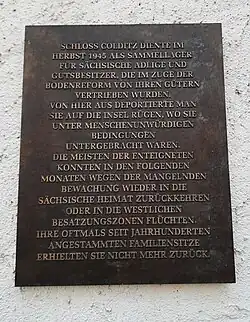 SCHLOSS COLDITZ DIENTE IM
HERBST 1945 ALS SAMMELLAGER
FÜR SÄCHSISCHE ADLIGE UND
GUTSBESITZER, DIE IM ZUGE DER
BODENREFORM VON IHREN GÜTERN
VERTRIEBEN WURDEN.
VON HIER AUS DEPORTIERTE MAN
SIE AUF DIE INSEL RÜGEN, WO SIE
UNTER MENSCHENUNWÜRDIGEN
BEDINGUNGEN
UNTERGEBRACHT WAREN.
DIE MEISTEN DER ENTEIGNETEN
KONNTEN IN DEN FOLGENDEN
MONATEN WEGEN DER MANGELNDEN
BEWACHUNG WIEDER IN DIE
SÄCHSISCHE HEIMAT ZURÜCKKEHREN
ODER IN DIE WESTLICHEN
BESATZUNGSZONEN FLÜCHTEN.
IHRE OFTMALS SEIT JAHRHUNDERTEN
ANGESTAMMTEN FAMILIENSITZE
ERHIELTEN SIE NICHT MEHR ZURÜCK.